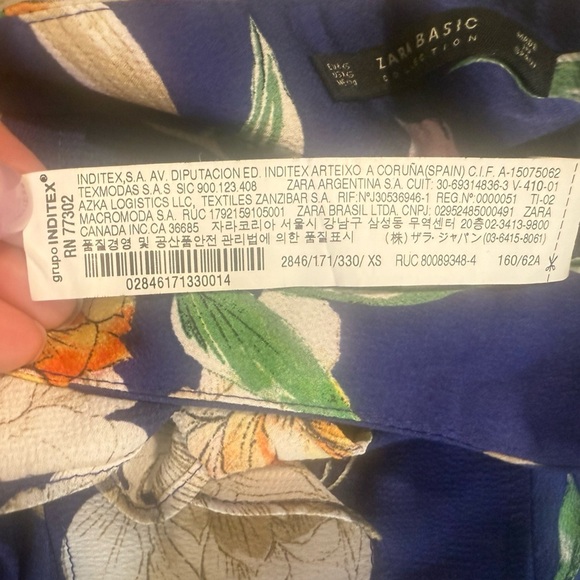 ZARA BASIC
COLLECTION
MADE IN SPAIN
grupo INDITEX®
RN 77302
INDITEX,S.A. AV. DIPUTACION ED. INDITEX ARTEIXO A CORUÑA(SPAIN) C.I.F. A-15075062
TEXMODAS S.A.S SIC 900.123.408 ZARA ARGENTINA S.A. CUIT: 30-69314836-3 V-410-01
AZKA LOGISTICS LLC, TEXTILES ZANZIBAR S.A. RIF:NºJ30536946-1 REG.Nº:0000051 TI-02
MACROMODA S.A. RUC 1792159105001 ZARA BRASIL LTDA. CNPJ: 02952485000491 ZARA
CANADA INC.CA 36685 자라코리아 서울시 강남구 삼성동 무역센터 20층02-3413-9800
품질경영 및 공산품안전 관리법에 의한 품질표시 (株) ザラ・ジャパン(03-6415-8061)
2846/171/330/ XS RUC 80089348-4 160/62A
02846171330014